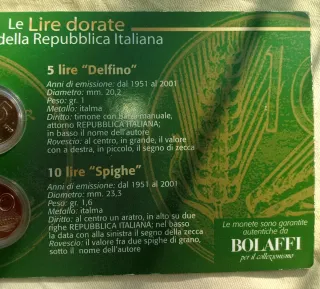 Le Lire dorate
della Repubblica Italiana
5 lire "Delfino"
Anni di emissione: dal 1951 al 2001
Diametro: mm. 20,2
Peso: gr. 1
Metallo: italma
Diritto: timone con barra manuale,
attorno REPUBBLICA ITALIANA;
in basso il nome dell'autore
Rovescio: al centro, in grande, il valore
con a destra, in piccolo, il segno di zecca
10 lire "Spighe"
Anni di emissione: dal 1951 al 2001
Diametro: mm. 23,3
Peso: gr. 1,6
Metallo: italma
Diritto: al centro un aratro, in alto su due
righe REPUBBLICA ITALIANA; nel basso
la data con alla sinistra il segno della zecca
Rovescio: il valore fra due spighe di grano,
sotto il nome dell'autore
Le monete sono garantite
autentiche da
BOLAFFI
per il collezionismo